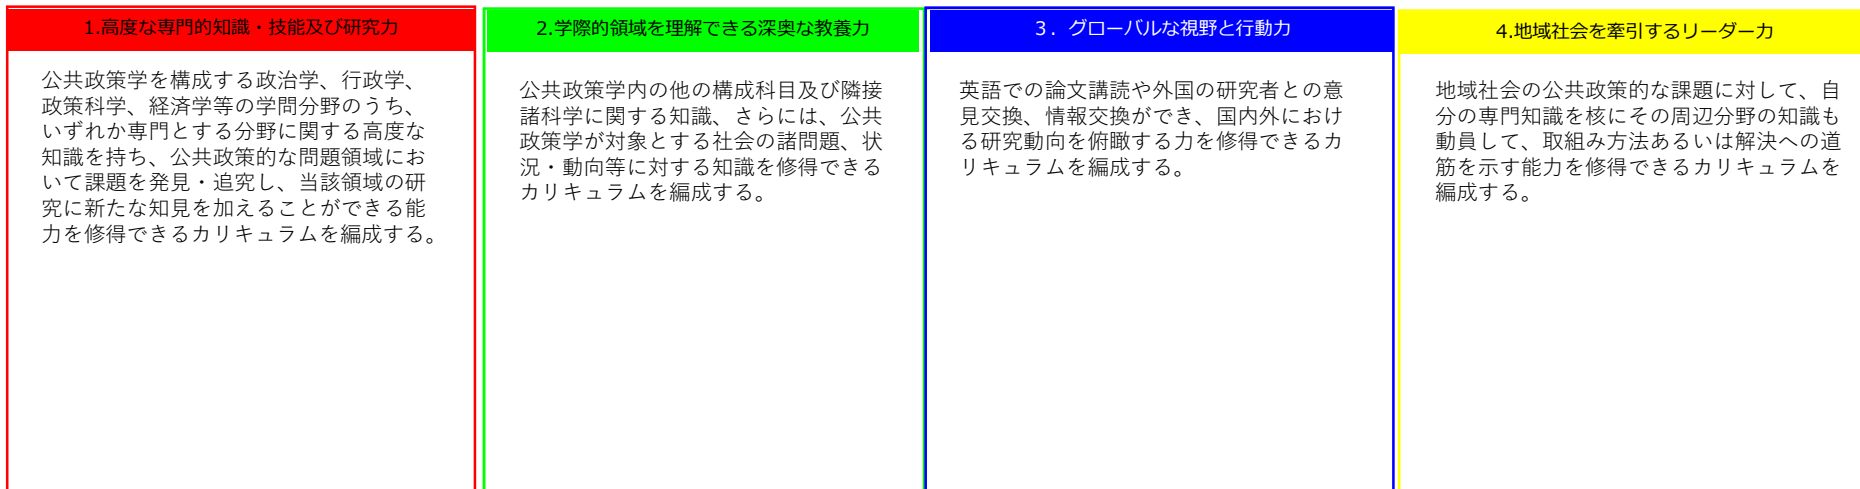 1.高度な専門的知識・技能及び研究力
公共政策学を構成する政治学、行政学、
政策科学、経済学等の学問分野のうち、
いずれか専門とする分野に関する高度な
知識を持ち、公共政策的な問題領域にお
いて課題を発見・追究し、当該領域の研
究に新たな知見を加えることができる能
力を修得できるカリキュラムを編成する。
2.学際的領域を理解できる深奥な教養力
公共政策学内の他の構成科目及び隣接
諸科学に関する知識、さらには、公共
政策学が対象とする社会の諸問題、状
況・動向等に対する知識を修得できる
カリキュラムを編成する。
3．グローバルな視野と行動力
英語での論文講読や外国の研究者との意
見交換、情報交換ができ、国内外におけ
る研究動向を俯瞰する力を修得できるカ
リキュラムを編成する。
4.地域社会を牽引するリーダー力
地域社会の公共政策的な課題に対して、自
分の専門知識を核にその周辺分野の知識も
動員して、取組み方法あるいは解決への道
筋を示す能力を修得できるカリキュラムを
編成する。